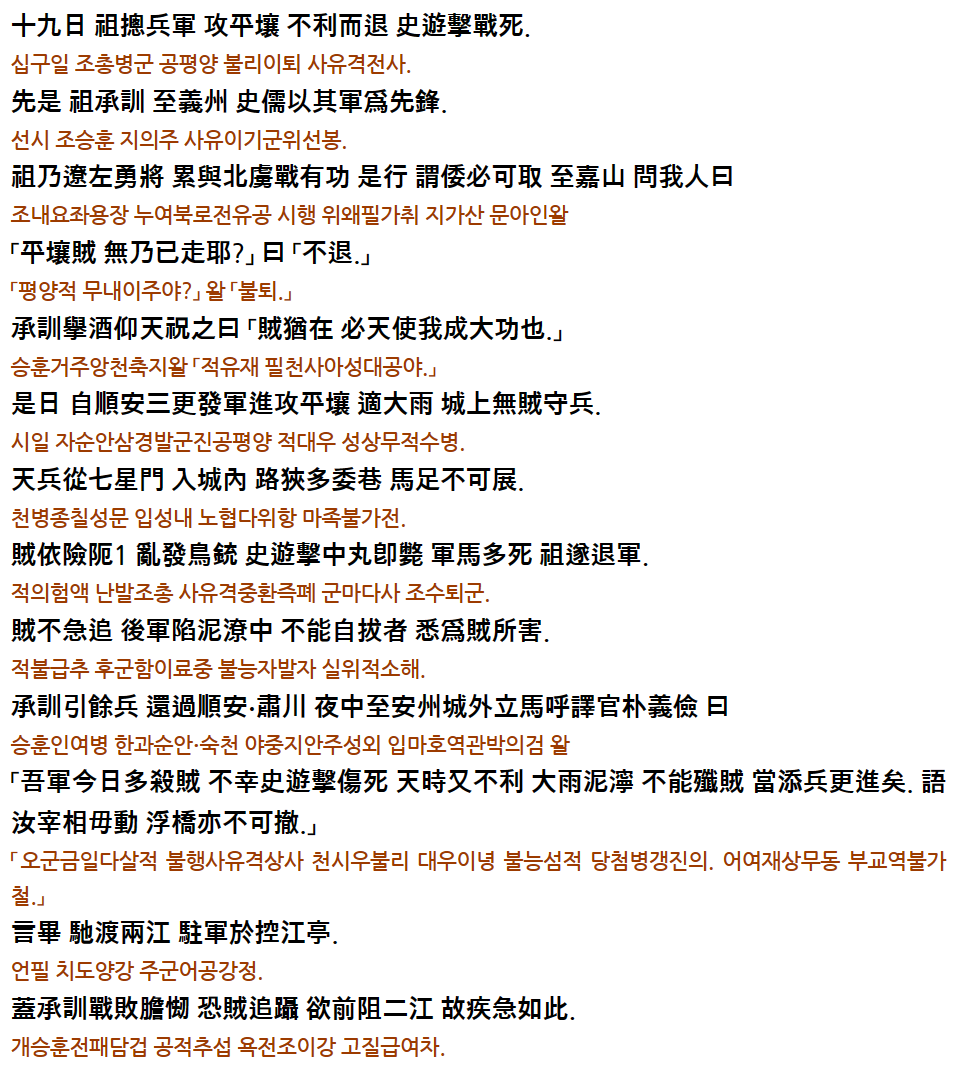 十九日 祖摠兵軍 攻平壤 不利而退 史遊擊戰死.
십구일 조총병군 공평양 불리이퇴 사유격전사.
先是 祖承訓 至義州 史儒以其軍爲先鋒.
선시 조승훈 지의주 사유이기군위선봉.
祖乃遼左勇將 累與北虜戰有功 是行 謂倭必可取 至嘉山 問我人曰
조내요좌용장 누여북로전유공 시행 위왜필가취 지가산 문아인왈
「平壤賊 無乃已走耶?」 曰 「不退.」
「평양적 무내이주야?」 왈 「불퇴.」
承訓擧酒仰天祝之曰 「賊猶在 必天使我成大功也.」
승훈거주앙천축지왈 「적유재 필천사아성대공야.」
是日 自順安三更發軍進攻平壤 適大雨 城上無賊守兵.
시일 자순안삼경발군진공평양 적대우 성상무적수병.
天兵從七星門 入城內 路狹多委巷 馬足不可展.
천병종칠성문 입성내 노협다위항 마족불가전.
賊依險阨1 亂發鳥銃 史遊擊中丸卽斃 軍馬多死 祖遂退軍.
적의험액 난발조총 사유격중환즉폐 군마다사 조수퇴군.
賊不急追 後軍陷泥潦中 不能自拔者 悉爲賊所害.
적불급추 후군함이료중 불능자발자 실위적소해.
承訓引餘兵 還過順安·肅川 夜中至安州城外立馬呼譯官朴義儉 曰
승훈인여병 한과순안·숙천 야중지안주성외 입마호역관박의검 왈
「吾軍今日多殺賊 不幸史遊擊傷死 天時又不利 大雨泥濘 不能殲賊 當添兵更進矣. 語
汝宰相毋動 浮橋亦不可撤.」
「오군금일다살적 불행사유격상사 천시우불리 대우이녕 불능섬적 당첨병갱진의. 어여재상무동 부교역불가
철.」
言畢 馳渡兩江 駐軍於控江亭.
언필 치도양강 주군어공강정.
蓋承訓戰敗膽㥘 恐賊追躡 欲前阻二江 故疾急如此.
개승훈전패담겁 공적추섭 욕전조이강 고질급여차.